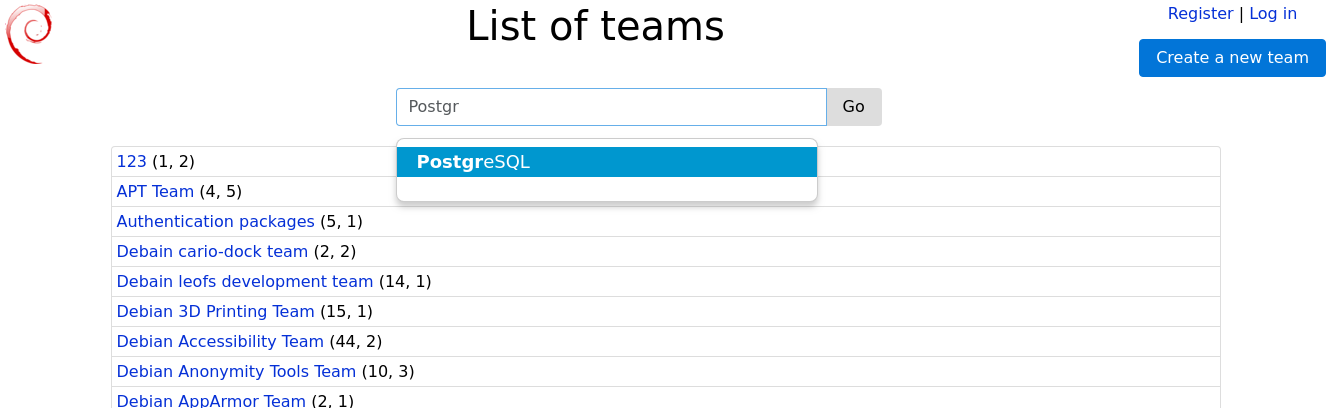 List of teams
Register | Log in
Create a new team
Postgr
Go
PostgreSQL
123 (1, 2)
APT Team (4, 5)
Authentication packages (5, 1)
Debain cario-dock team (2, 2)
Debain leofs development team (14, 1)
Debian 3D Printing Team (15, 1)
Debian Accessibility Team (44, 2)
Debian Anonymity Tools Team (10, 3)
Debian AppArmor Team (2, 1)